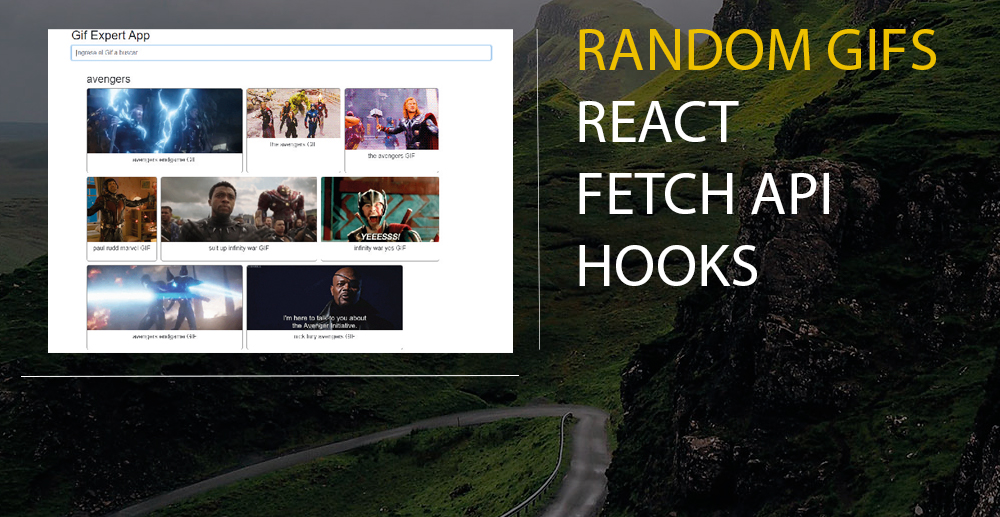 Gif Expert App
Ingrese el Gif a buscar
avengers
avengers endgame GIF
the avengers GIF
the avengers GIF
paul rudd marvel GIF
suit up infinity war GIF
YEEESSS!
infinity war yes GIF
I'm here to talk to you about
the Avenger Initiative.
avengers endgame GIF
nick fury avengers GIF
RANDOM GIFS
REACT
FETCH API
HOOKS